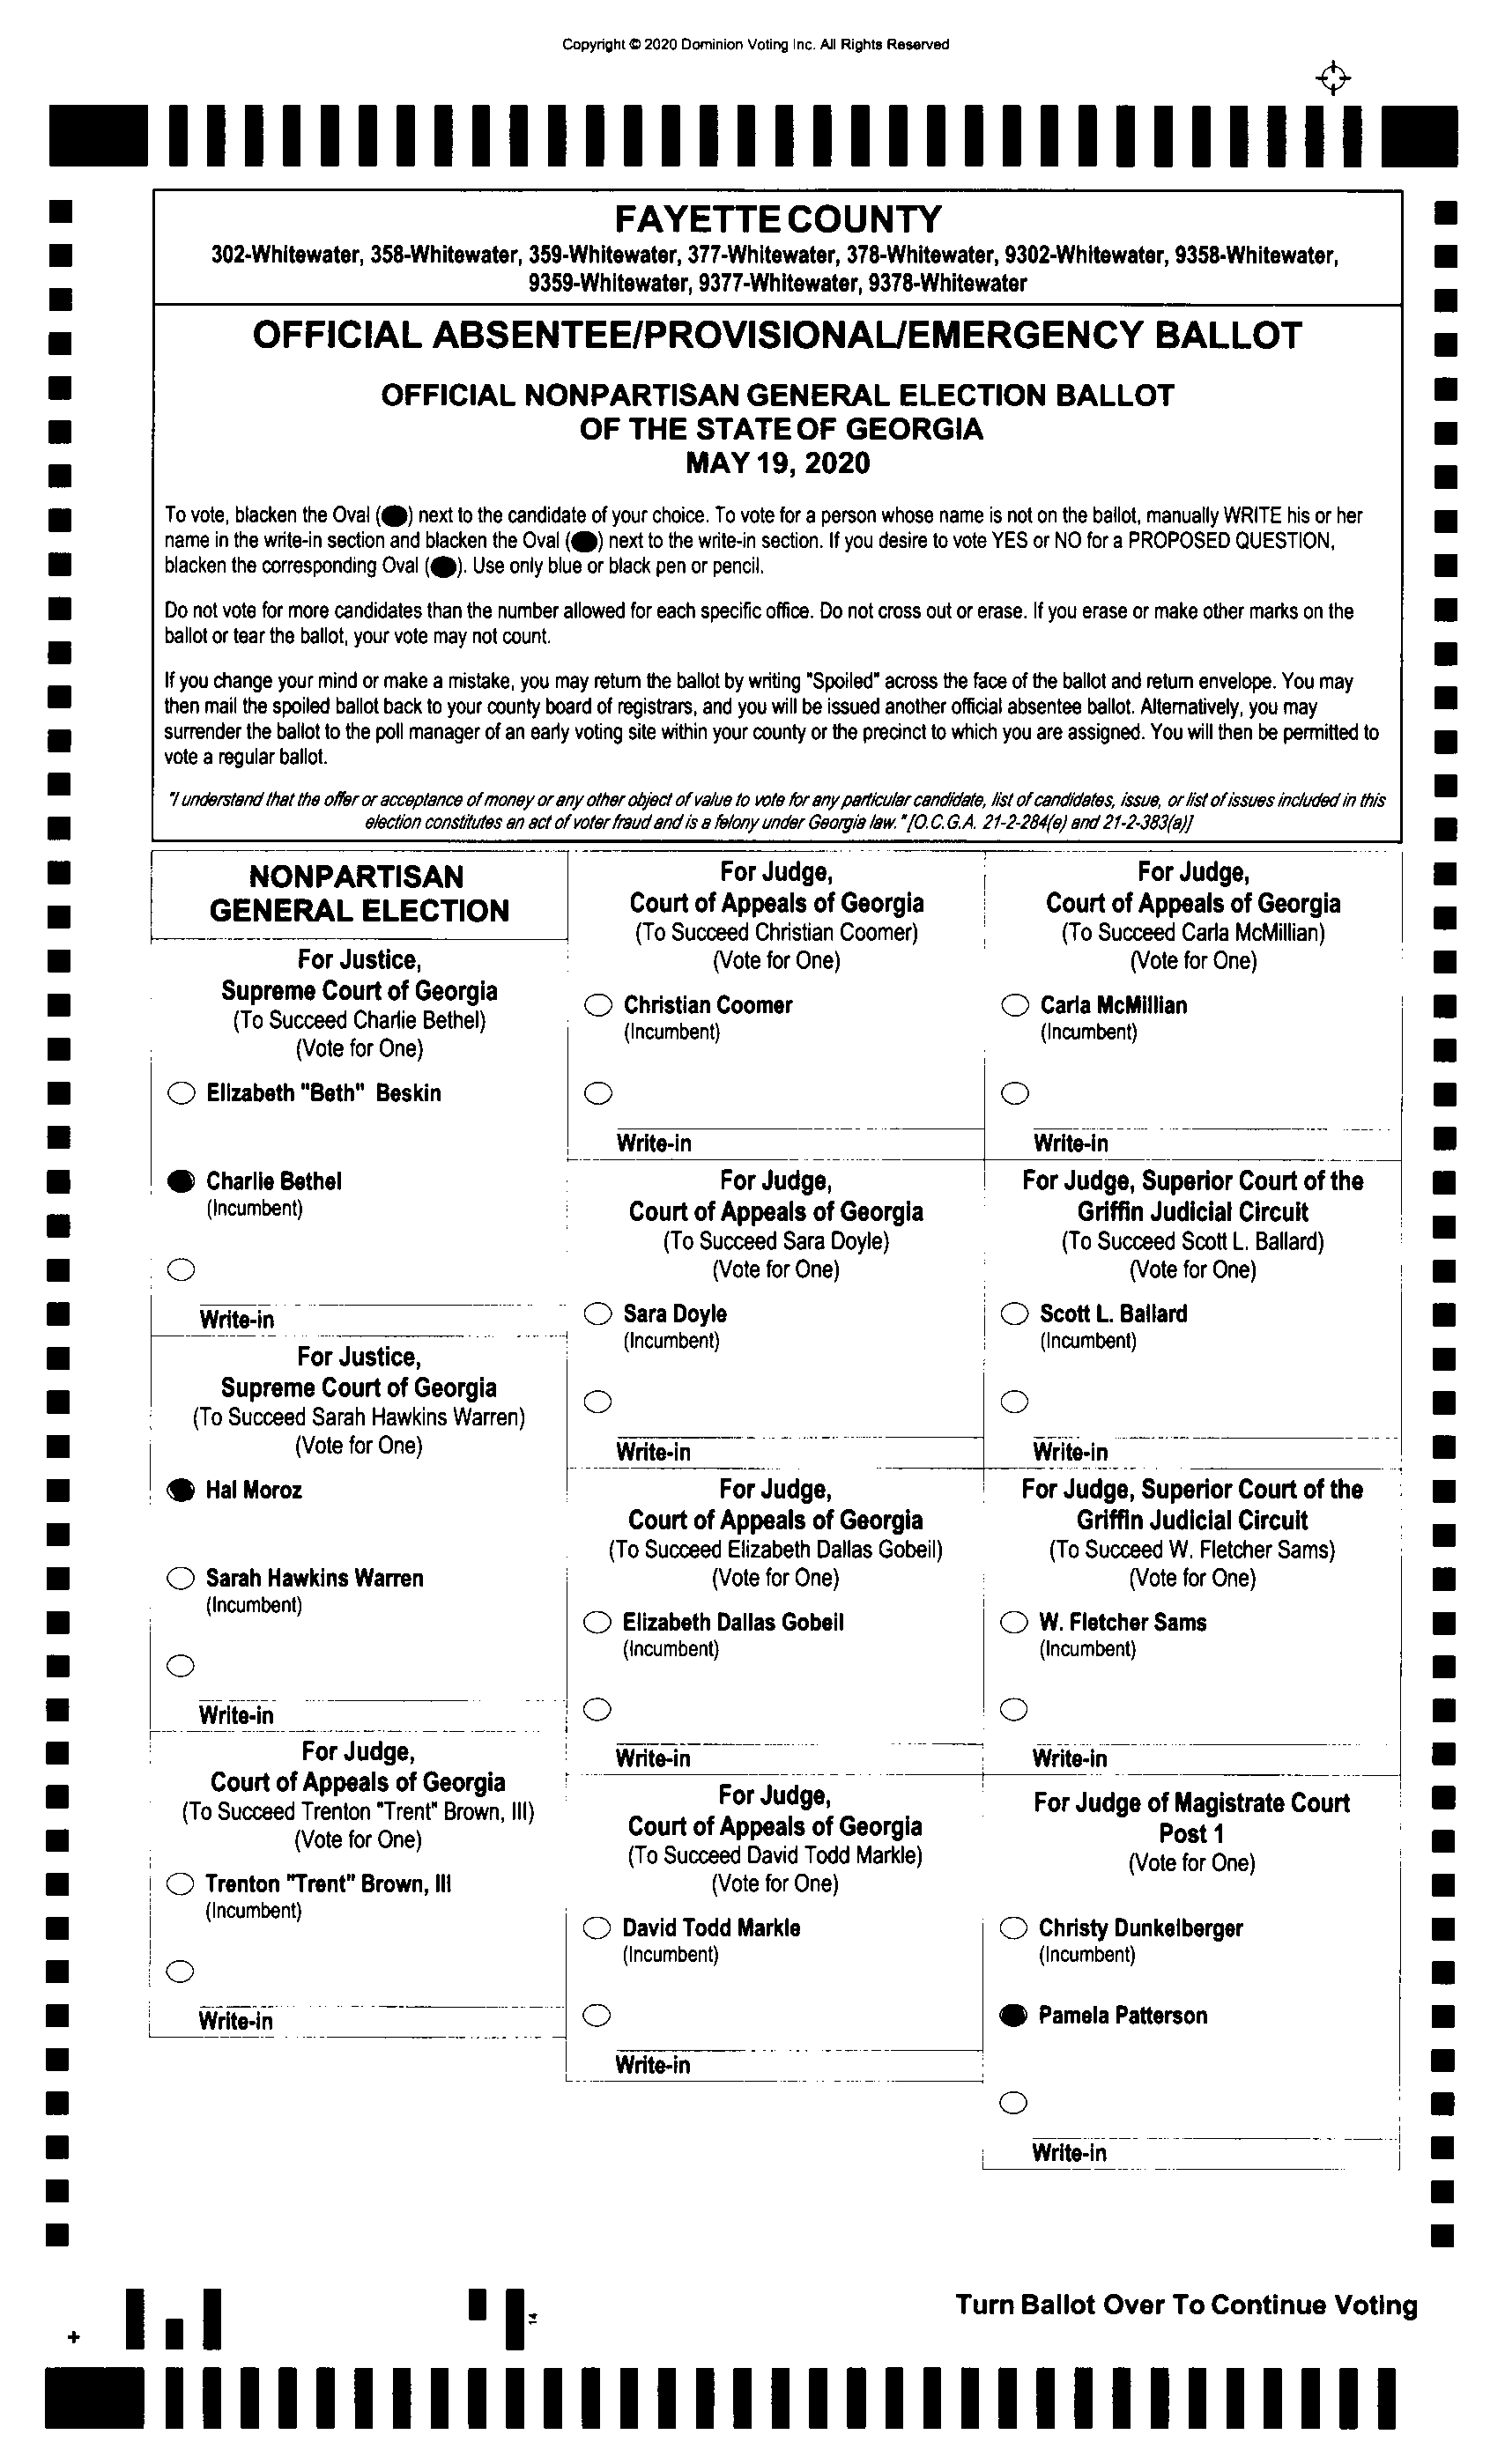 Copyright © 2020 Dominion Voting Inc. All Rights Reserved
FAYETTE COUNTY
302-Whitewater, 358-Whitewater, 359-Whitewater, 377-Whitewater, 378-Whitewater, 9302-Whitewater, 9358-Whitewater,
9359-Whitewater, 9377-Whitewater, 9378-Whitewater
OFFICIAL ABSENTEE/PROVISIONAL/EMERGENCY BALLOT
OFFICIAL NONPARTISAN GENERAL ELECTION BALLOT
OF THE STATE OF GEORGIA
MAY 19, 2020
To vote, blacken the Oval (●) next to the candidate of your choice. To vote for a person whose name is not on the ballot, manually WRITE his or her
name in the write-in section and blacken the Oval (●) next to the write-in section. If you desire to vote YES or NO for a PROPOSED QUESTION,
blacken the corresponding Oval (●). Use only blue or black pen or pencil.
Do not vote for more candidates than the number allowed for each specific office. Do not cross out or erase. If you erase or make other marks on the
ballot or tear the ballot, your vote may not count.
If you change your mind or make a mistake, you may return the ballot by writing "Spoiled" across the face of the ballot and return envelope. You may
then mail the spoiled ballot back to your county board of registrars, and you will be issued another official absentee ballot. Alternatively, you may
surrender the ballot to the poll manager of an early voting site within your county or the precinct to which you are assigned. You will then be permitted to
vote a regular ballot.
"I understand that the offer or acceptance of money or any other object of value to vote for any particular candidate, list of candidates, issue, or list of issues included in this
election constitutes an act of voter fraud and is a felony under Georgia law." [O.C.G.A. 21-2-284(e) and 21-2-383(a)]
NONPARTISAN
GENERAL ELECTION
For Justice,
Supreme Court of Georgia
(To Succeed Charlie Bethel)
(Vote for One)
Elizabeth "Beth" Beskin
Charlie Bethel
(Incumbent)
Write-in
For Justice,
Supreme Court of Georgia
(To Succeed Sarah Hawkins Warren)
(Vote for One)
Hal Moroz
Sarah Hawkins Warren
(Incumbent)
Write-in
For Judge,
Court of Appeals of Georgia
(To Succeed Trenton "Trent" Brown, III)
(Vote for One)
Trenton "Trent" Brown, III
(Incumbent)
Write-in
For Judge,
Court of Appeals of Georgia
(To Succeed Christian Coomer)
(Vote for One)
Christian Coomer
(Incumbent)
Write-in
For Judge,
Court of Appeals of Georgia
(To Succeed Sara Doyle)
(Vote for One)
Sara Doyle
(Incumbent)
Write-in
For Judge,
Court of Appeals of Georgia
(To Succeed Elizabeth Dallas Gobeil)
(Vote for One)
Elizabeth Dallas Gobeil
(Incumbent)
Write-in
For Judge,
Court of Appeals of Georgia
(To Succeed David Todd Markle)
(Vote for One)
David Todd Markle
(Incumbent)
Write-in
For Judge,
Court of Appeals of Georgia
(To Succeed Carla McMillian)
(Vote for One)
Carla McMillian
(Incumbent)
Write-in
For Judge, Superior Court of the
Griffin Judicial Circuit
(To Succeed Scott L. Ballard)
(Vote for One)
Scott L. Ballard
(Incumbent)
Write-in
For Judge, Superior Court of the
Griffin Judicial Circuit
(To Succeed W. Fletcher Sams)
(Vote for One)
W. Fletcher Sams
(Incumbent)
Write-in
For Judge of Magistrate Court
Post 1
(Vote for One)
Christy Dunkelberger
(Incumbent)
Pamela Patterson
Write-in
14
Turn Ballot Over To Continue Voting
+